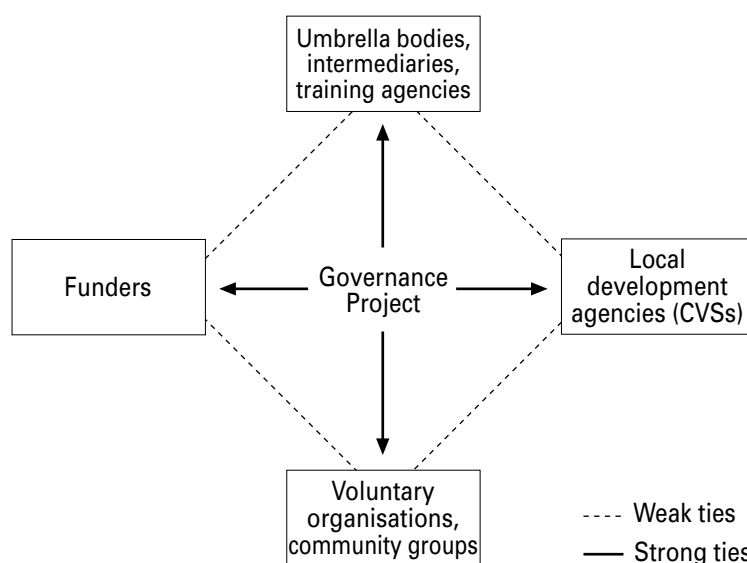 Umbrella bodies,
intermediaries,
training agencies
Funders
Governance
Project
Local
development
agencies (CVSs)
Voluntary
organisations,
community groups
Weak ties
Strong ties